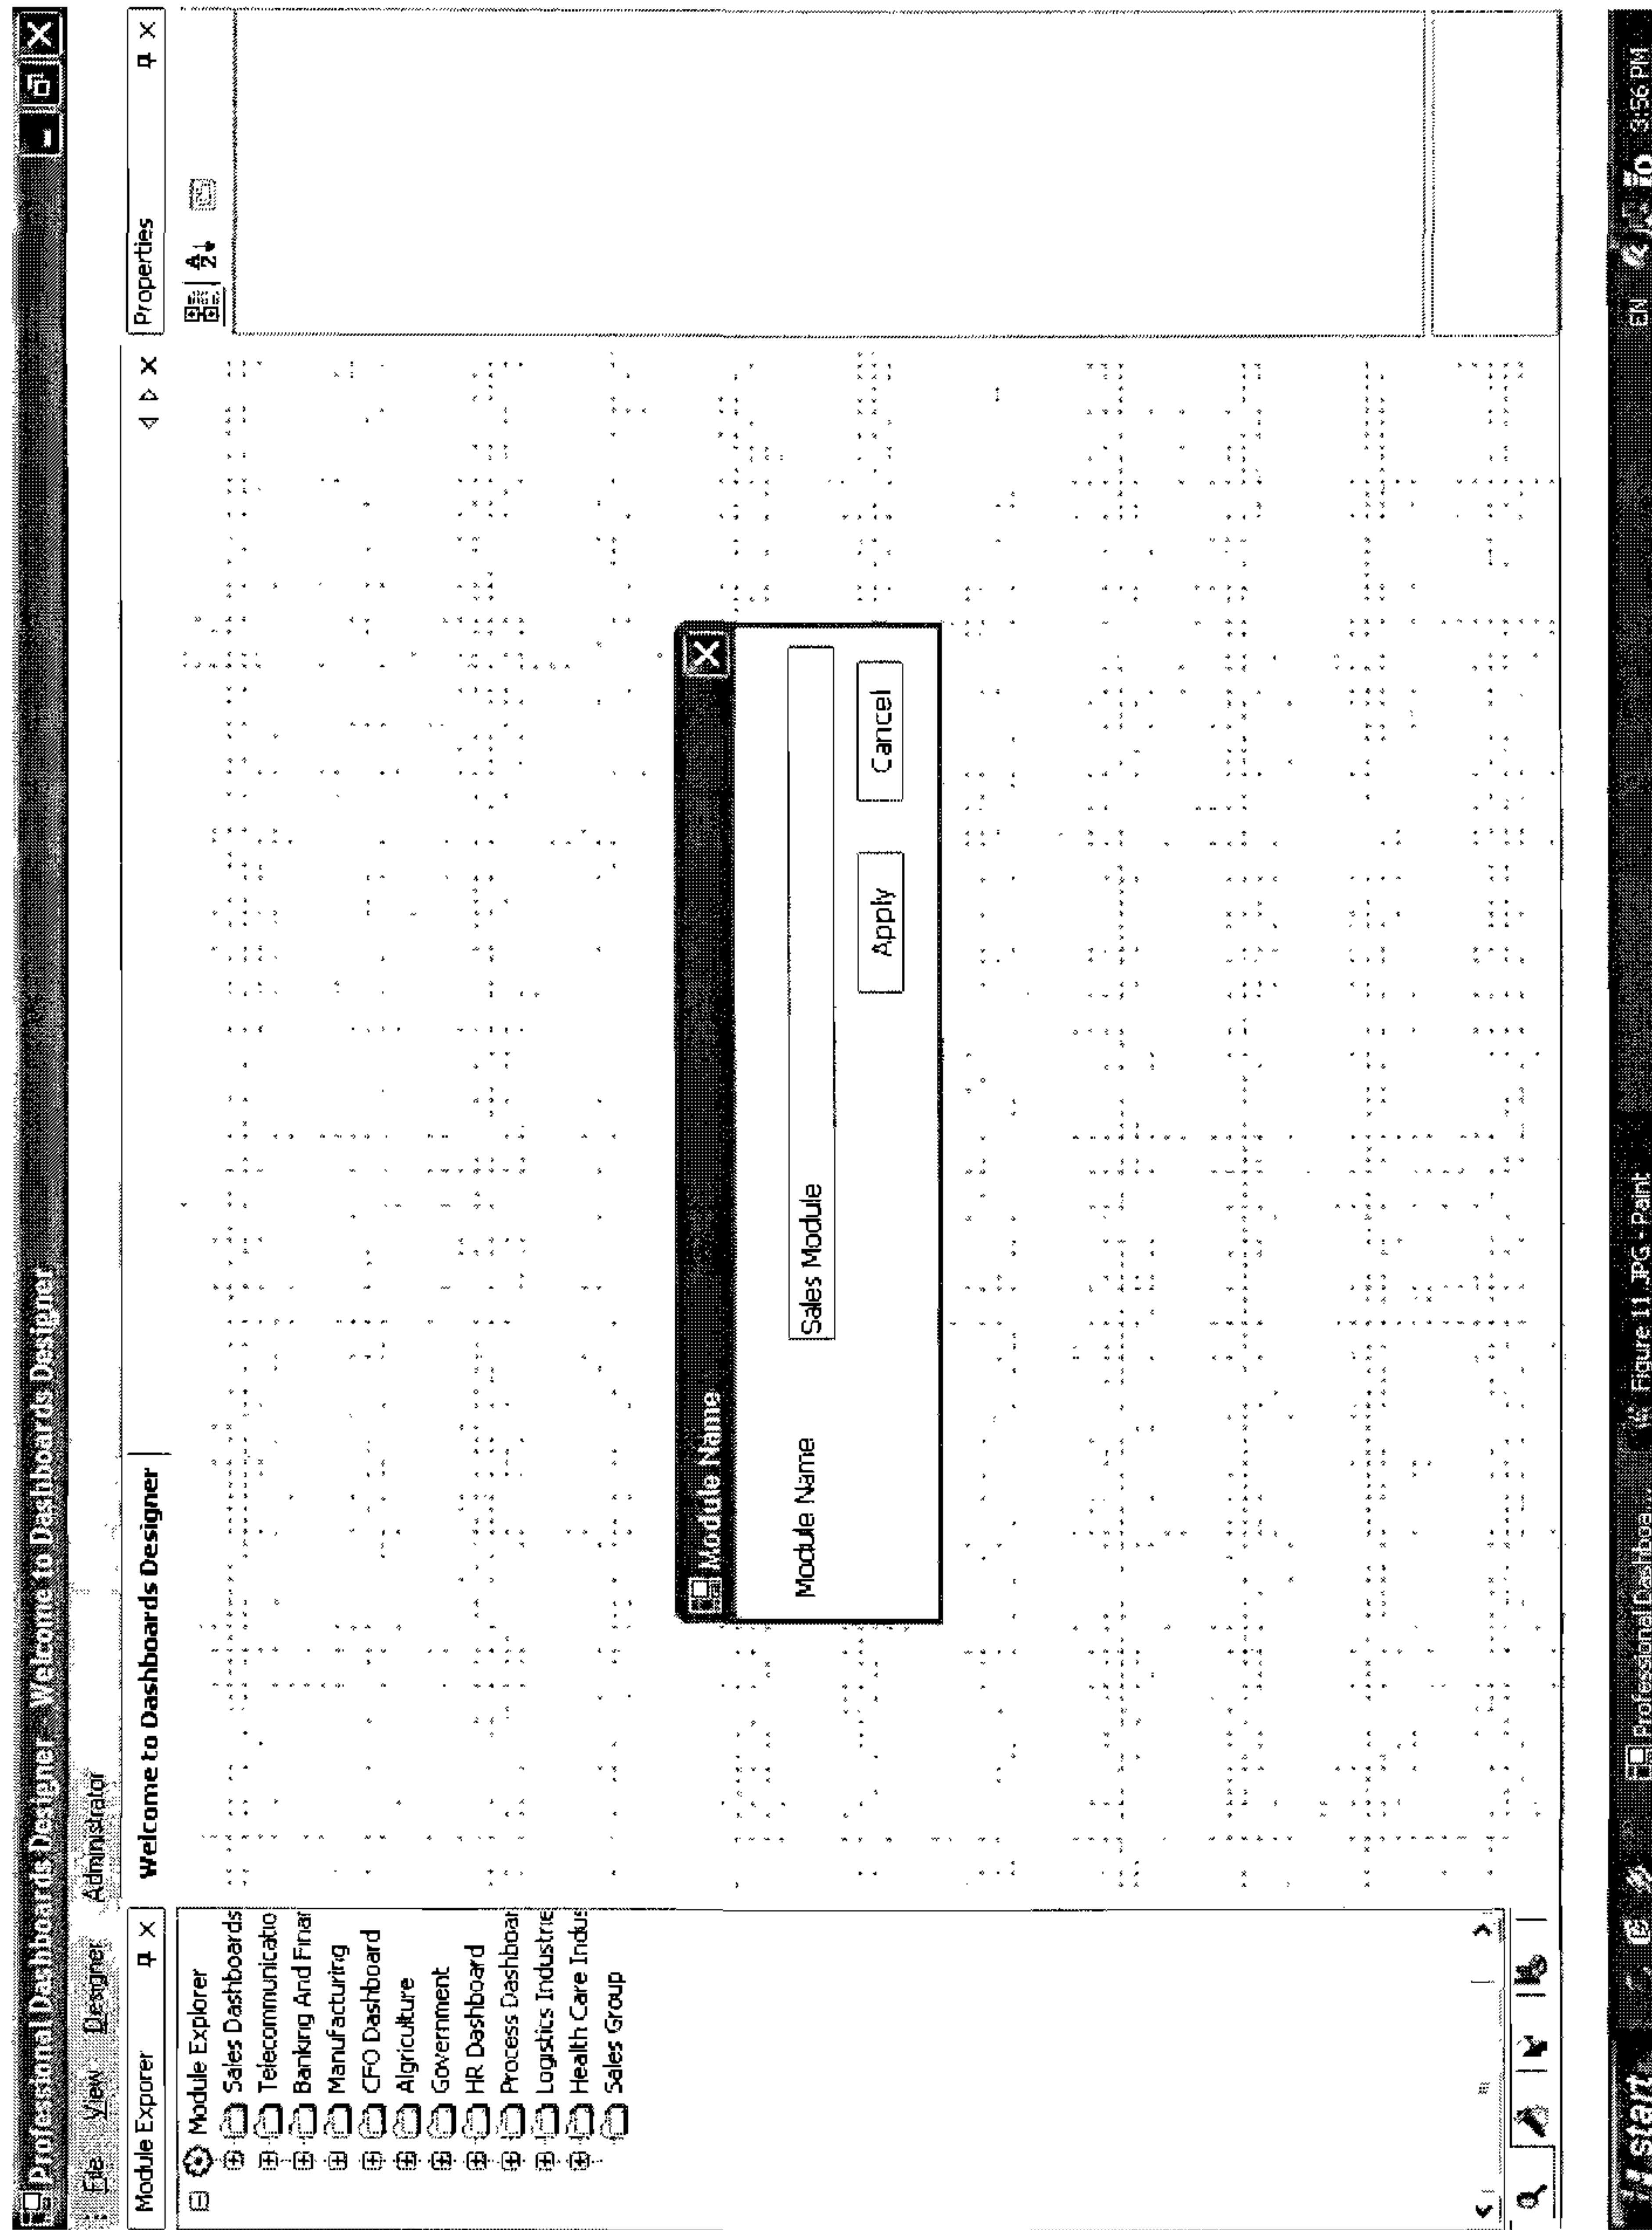 Professional Dashboards Designer - Welcome to Dashboards Designer
File View Designer Administrator
Module Exporer
Welcome to Dashboards Designer
Properties
Module Explorer
Sales Dashboards
Telecommunicatio
Banking And Finar
Manufacturing
CFO Dashboard
Algriculture
Government
HR Dashboard
Process Dashboar
Logistics Industrie
Health Care Indus
Sales Group
Module Name
Module Name
Sales Module
Apply
Cancel
start
Professional Dashboa...
Figure 11.JPG - Paint
EN
3:56 PM